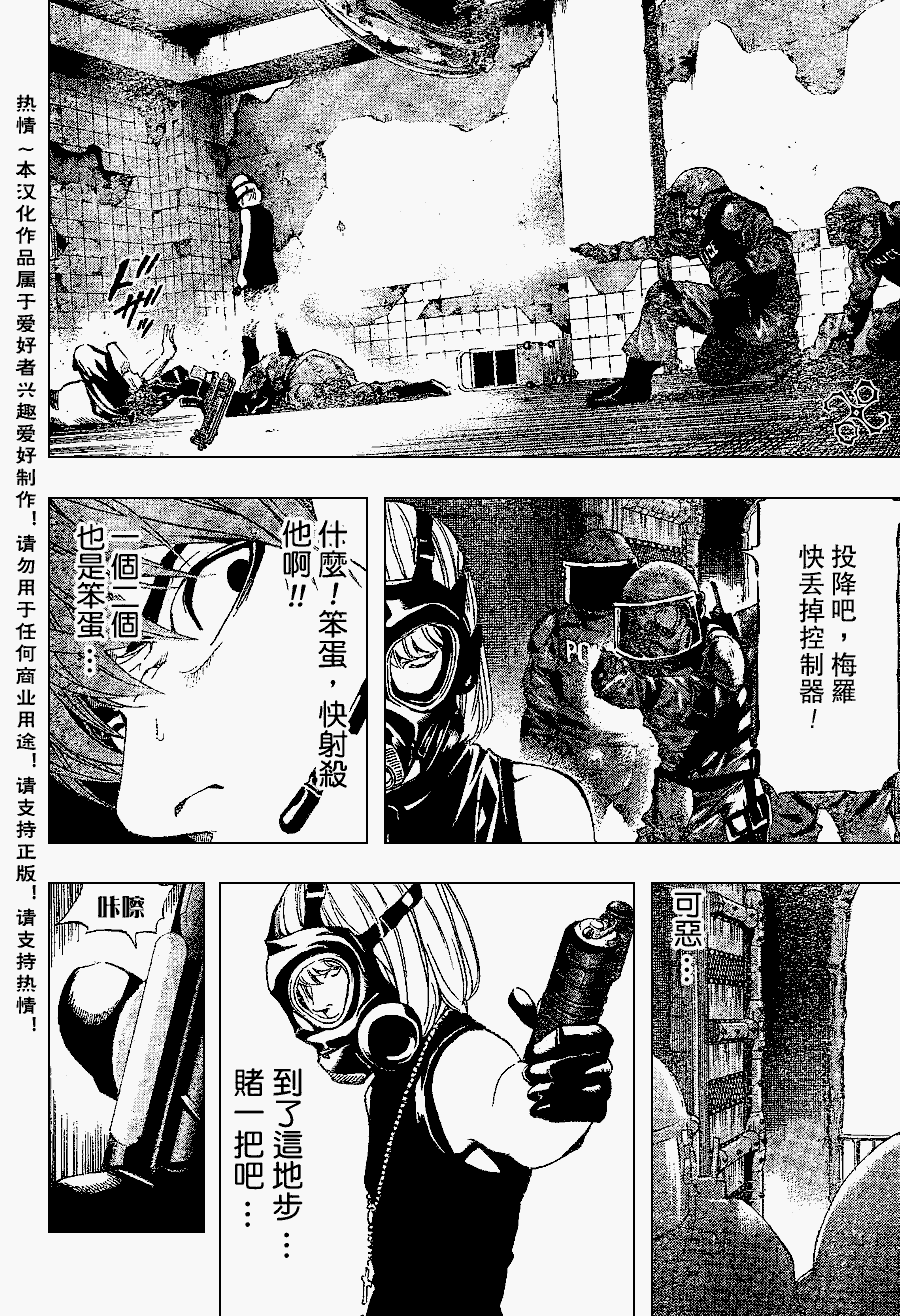 热情～本汉化作品属于爱好者兴趣爱好制作！请勿用于任何商业用途！请支持正版！请支持热情！
ドドザッ
投降吧，梅羅
快丟掉控制器！
什麼！笨蛋，快射殺
他啊!!
一個二個
也是笨蛋…
可惡…
到了這地步…
賭一把吧…
咔嚓